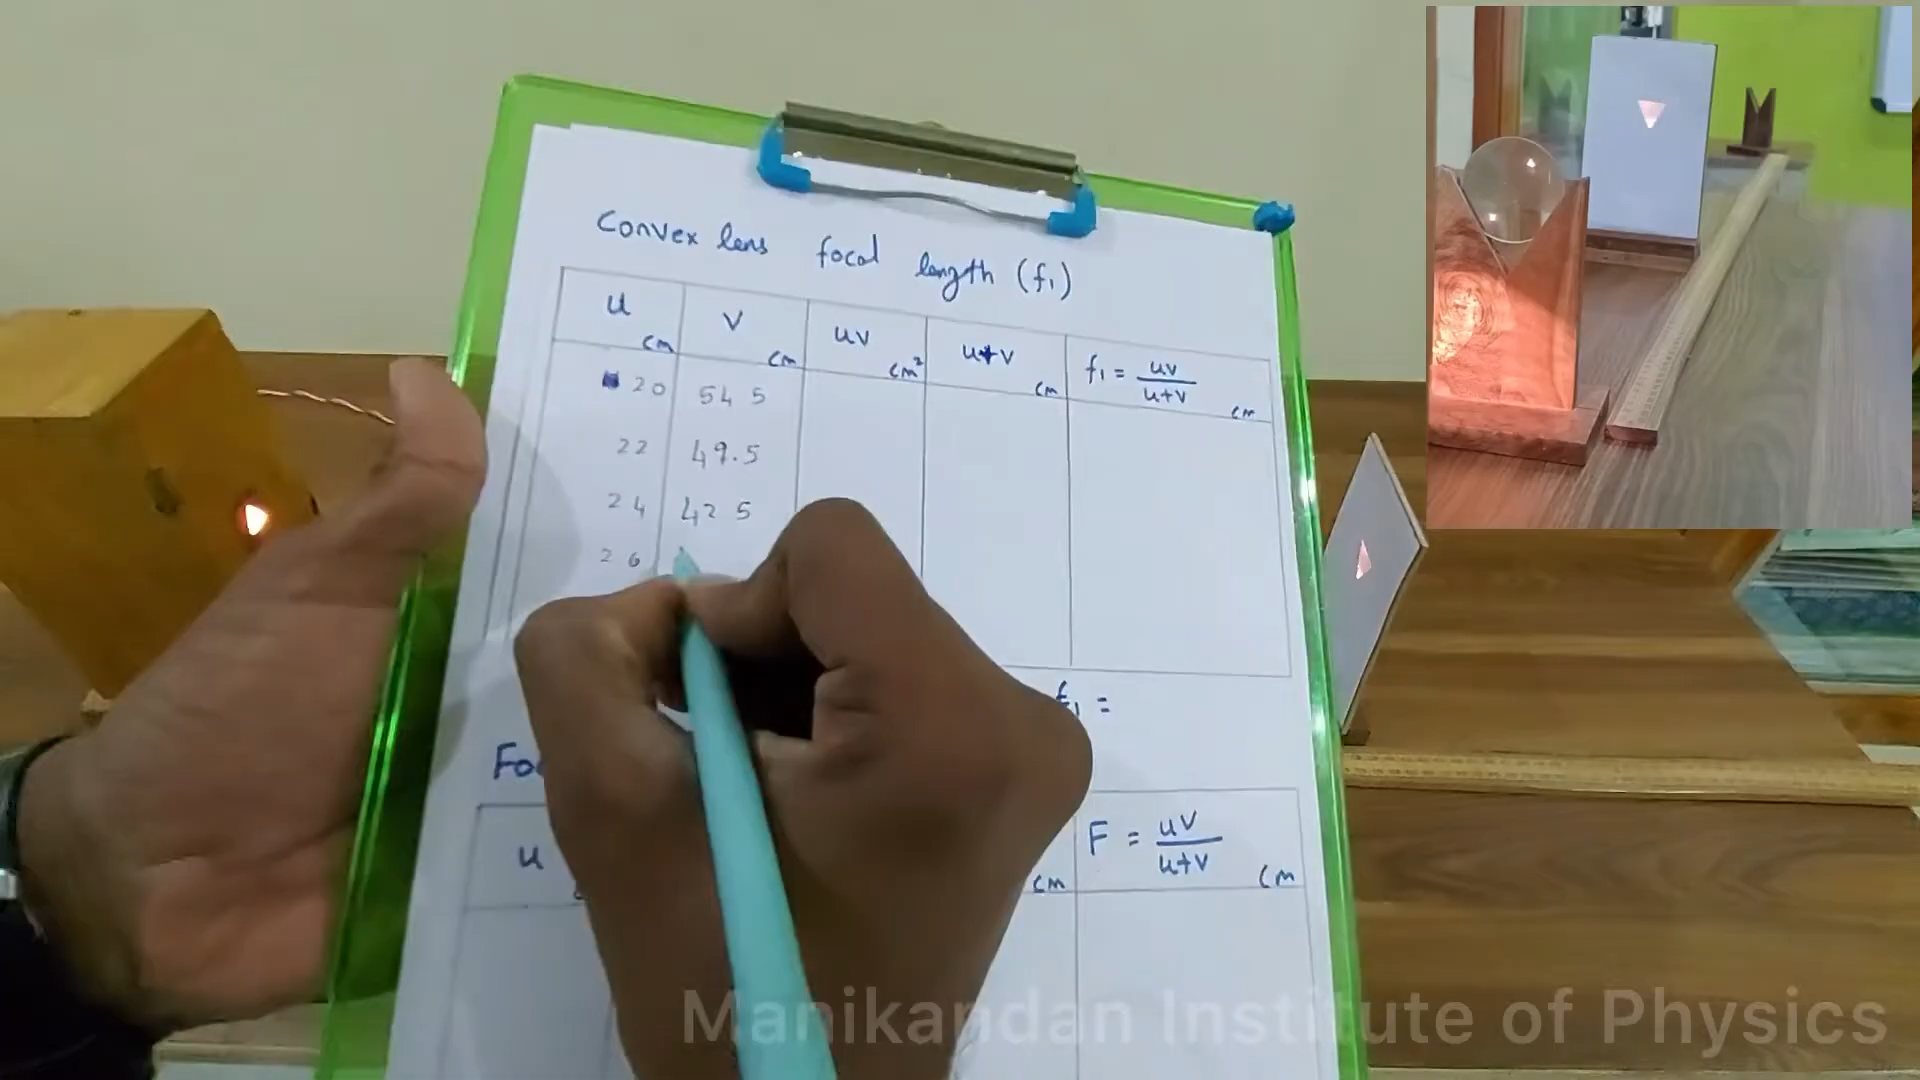 Convex lens focal length (f₁)
u cm v cm uv cm² u+v cm f₁ = uv/u+v cm
20 54 5
22 49.5
24 42 5
26
f₁ =
u cm F = uv/u+v cm
Manikandan Institute of Physics